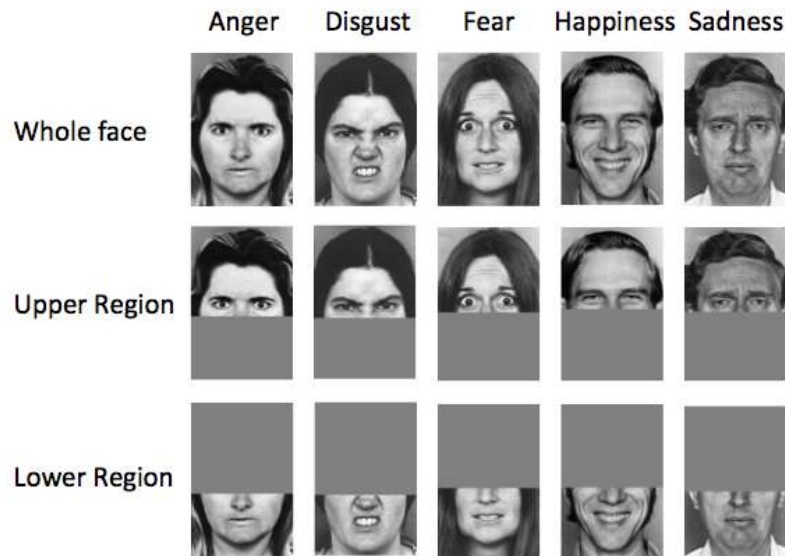 Anger Disgust Fear Happiness Sadness
Whole face
Upper Region
Lower Region